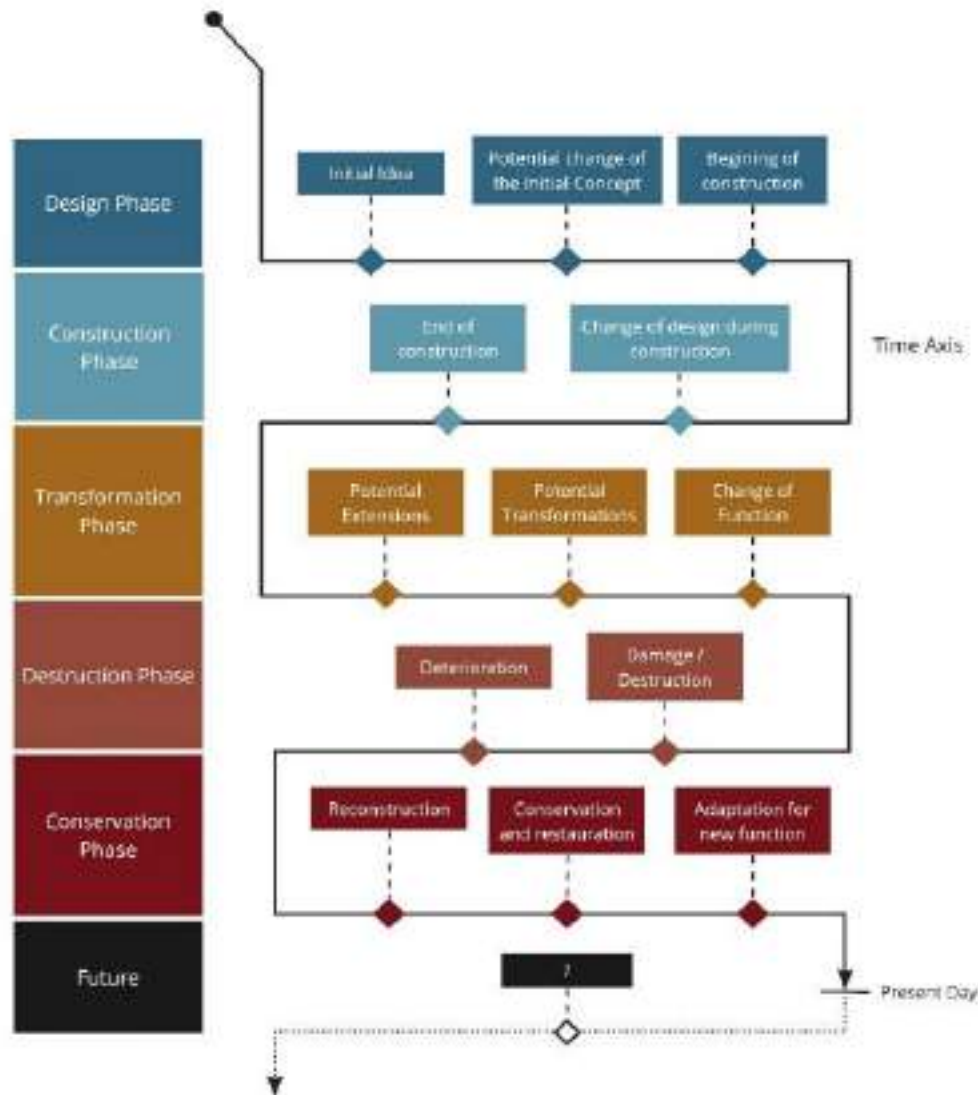 Design Phase
Initial Idea
Potential change of
the Initial Concept
Begining of
construction
Construction
Phase
End of
construction
Change of design during
construction
Time Axis
Transformation
Phase
Potential
Extensions
Potential
Transformations
Change of
Function
Destruction Phase
Deterioration
Damage /
Destruction
Conservation
Phase
Reconstruction
Conservation
and restauration
Adaptation for
new function
Future
?
Present Day